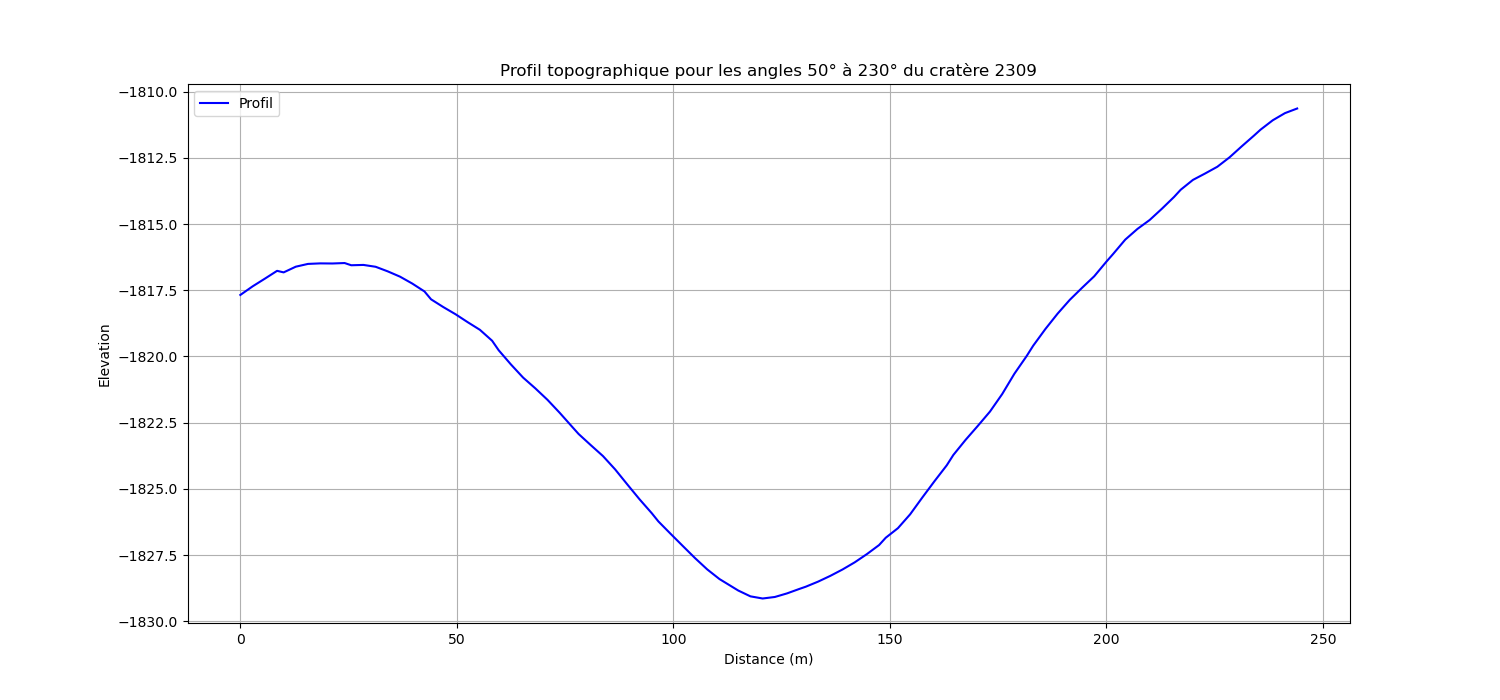 Profil topographique pour les angles 50° à 230° du cratère 2309
Profil
−1810.0
−1812.5
−1815.0
−1817.5
−1820.0
−1822.5
−1825.0
−1827.5
−1830.0
Elevation
0 50 100 150 200 250
Distance (m)